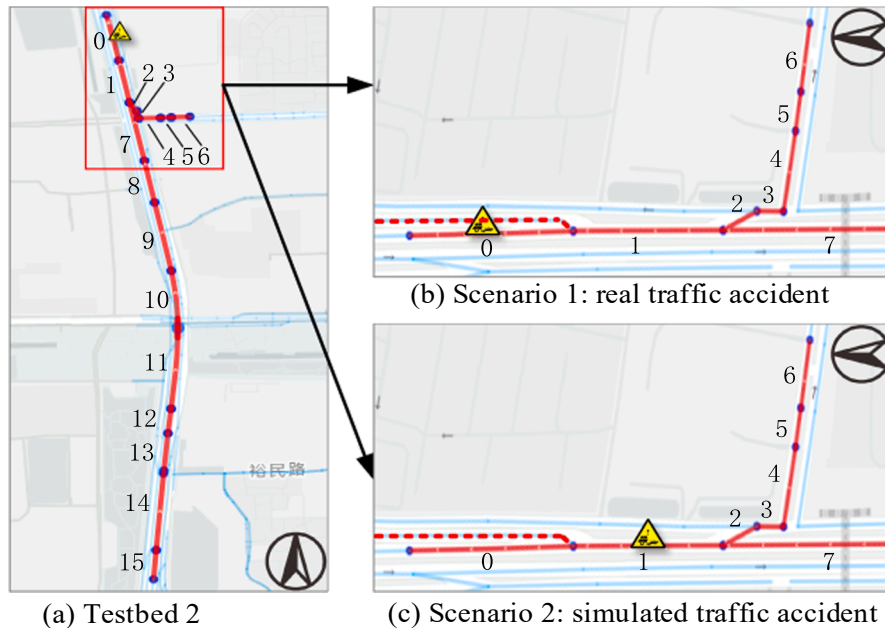 0
1
2 3
7
4 5 6
8
9
10
11
12
13
14
15
裕民路
(a) Testbed 2
6
5
4
2 3
0 1 7
(b) Scenario 1: real traffic accident
6
5
4
2 3
0 1 7
(c) Scenario 2: simulated traffic accident